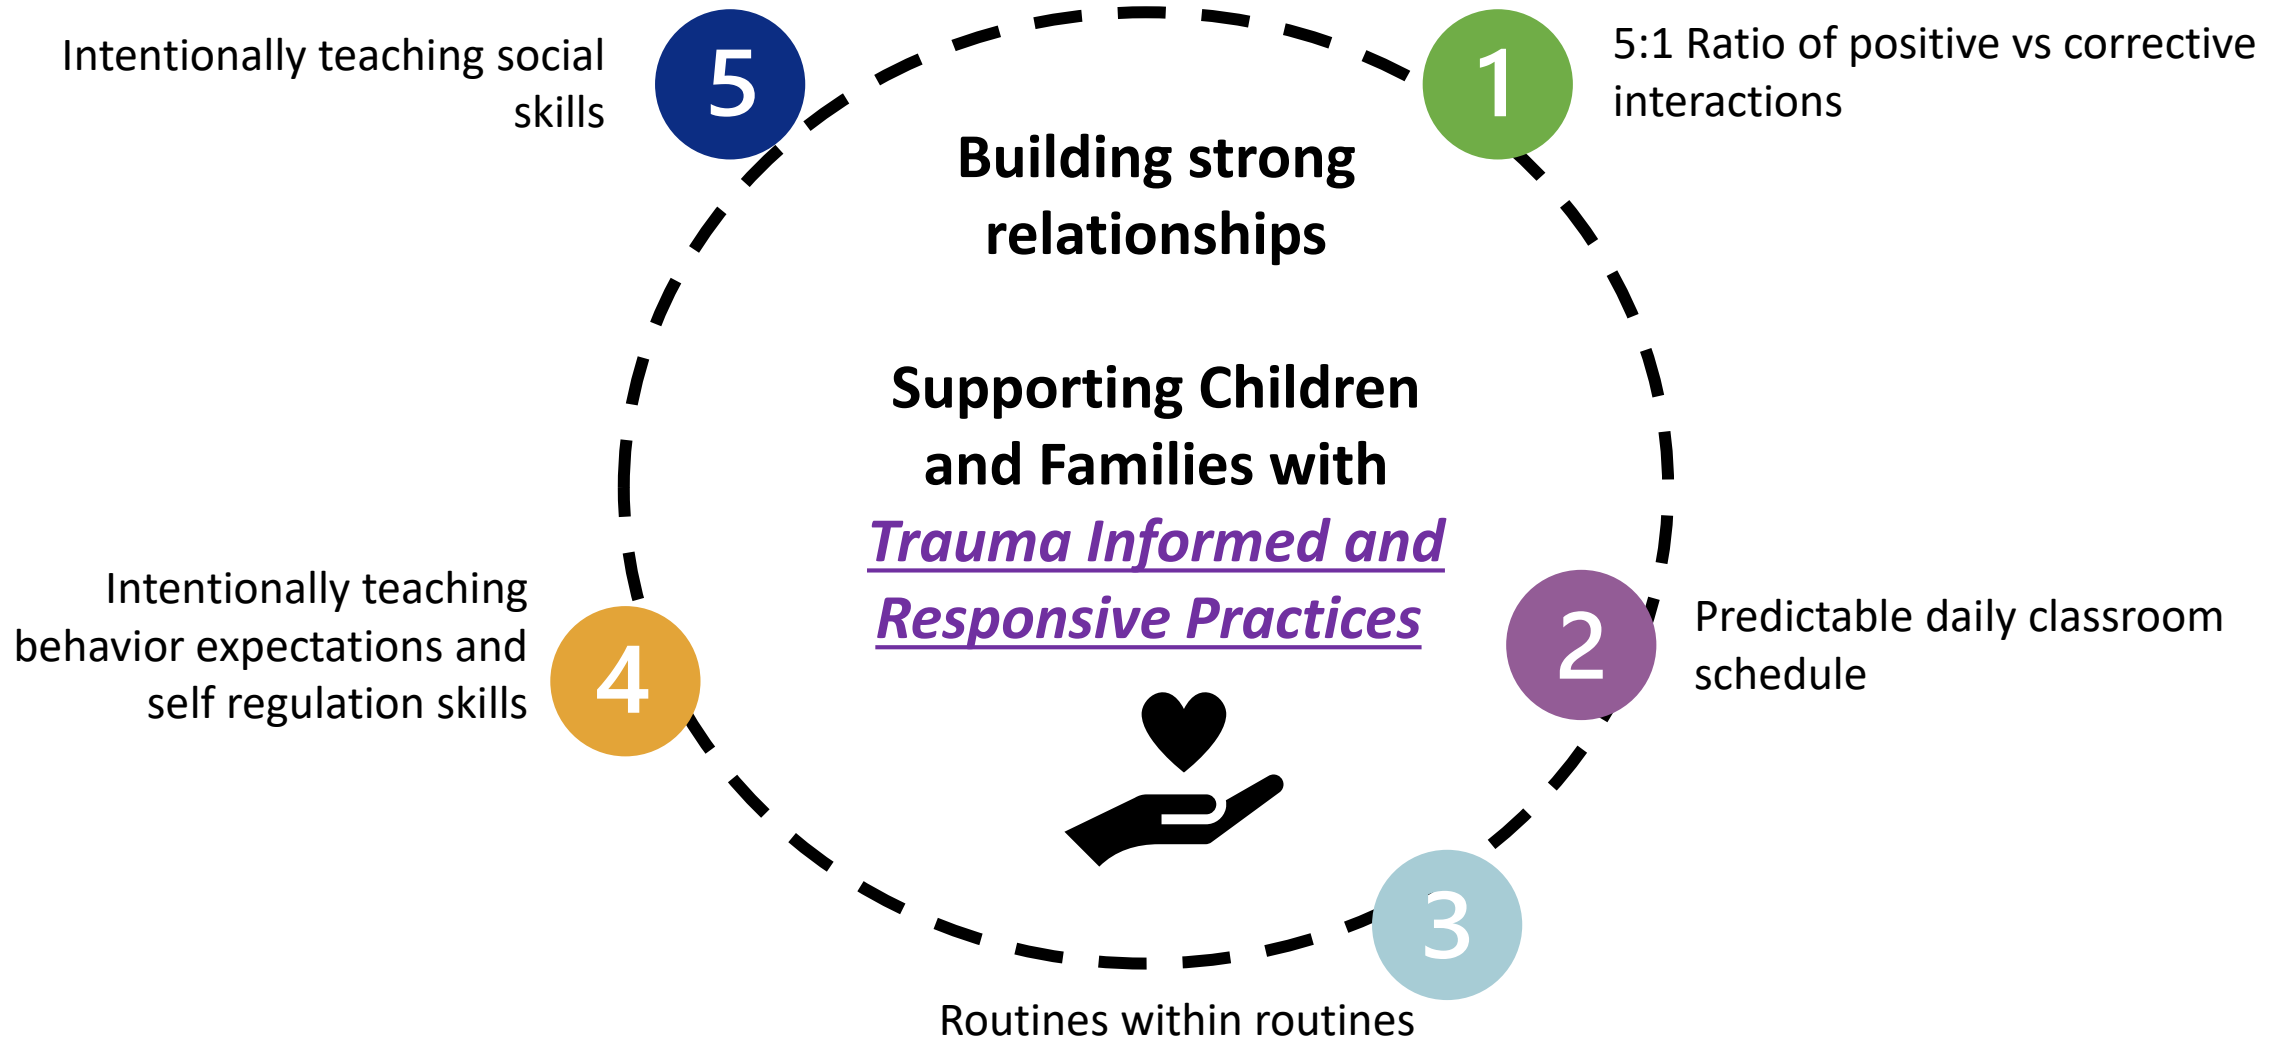 Building strong
relationships
Supporting Children
and Families with
Trauma Informed and
Responsive Practices
1
5:1 Ratio of positive vs corrective
interactions
2
Predictable daily classroom
schedule
3
Routines within routines
4
Intentionally teaching
behavior expectations and
self regulation skills
5
Intentionally teaching social
skills